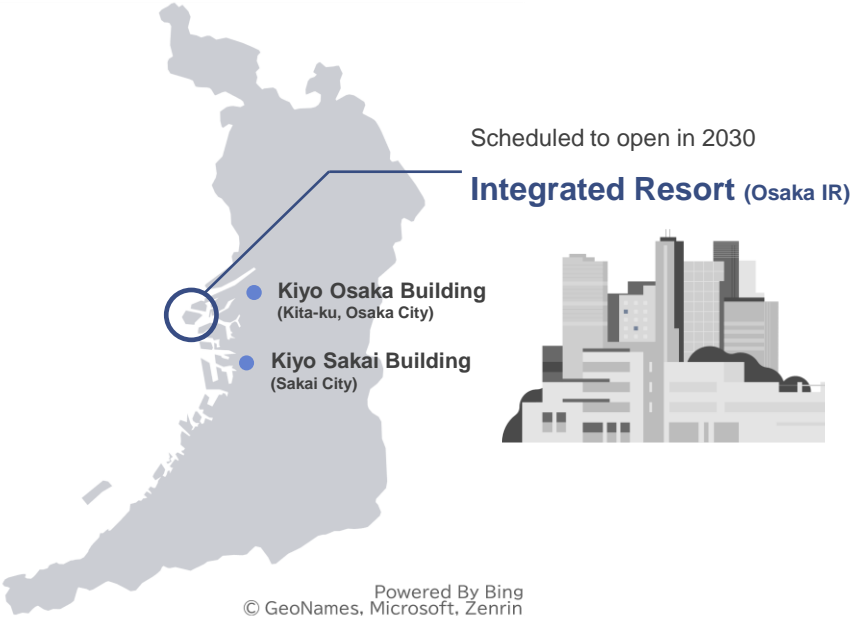 Scheduled to open in 2030
Integrated Resort (Osaka IR)
Kiyo Osaka Building
(Kita-ku, Osaka City)
Kiyo Sakai Building
(Sakai City)
Powered By Bing
© GeoNames, Microsoft, Zenrin